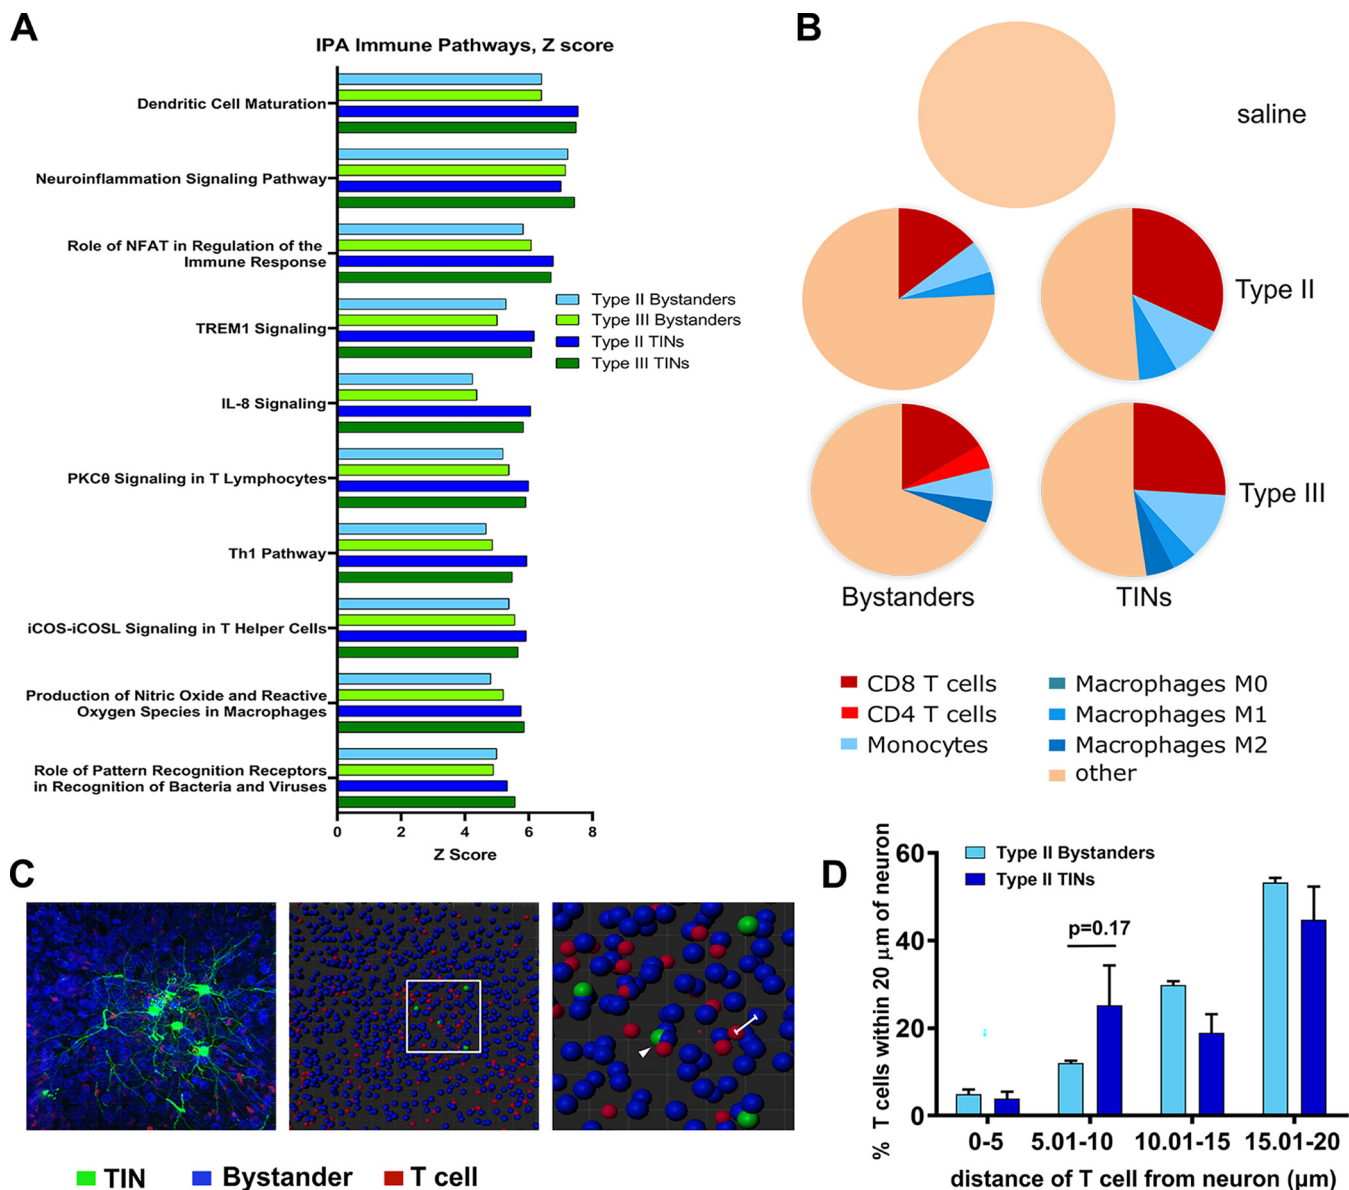 A
IPA Immune Pathways, Z score
Dendritic Cell Maturation
Neuroinflammation Signaling Pathway
Role of NFAT in Regulation of the
Immune Response
TREM1 Signaling
IL-8 Signaling
PKCθ Signaling in T Lymphocytes
Th1 Pathway
iCOS-iCOSL Signaling in T Helper Cells
Production of Nitric Oxide and Reactive
Oxygen Species in Macrophages
Role of Pattern Recognition Receptors
in Recognition of Bacteria and Viruses
0 2 4 6 8
Z Score
Type II Bystanders
Type III Bystanders
Type II TINs
Type III TINs
B
saline
Type II
Type III
Bystanders TINs
CD8 T cells
CD4 T cells
Monocytes
Macrophages M0
Macrophages M1
Macrophages M2
other
C
TIN Bystander T cell
D
Type II Bystanders
Type II TINs
p=0.17
% T cells within 20 µm of neuron
60
40
20
0
0-5 5.01-10 10.01-15 15.01-20
distance of T cell from neuron (µm)